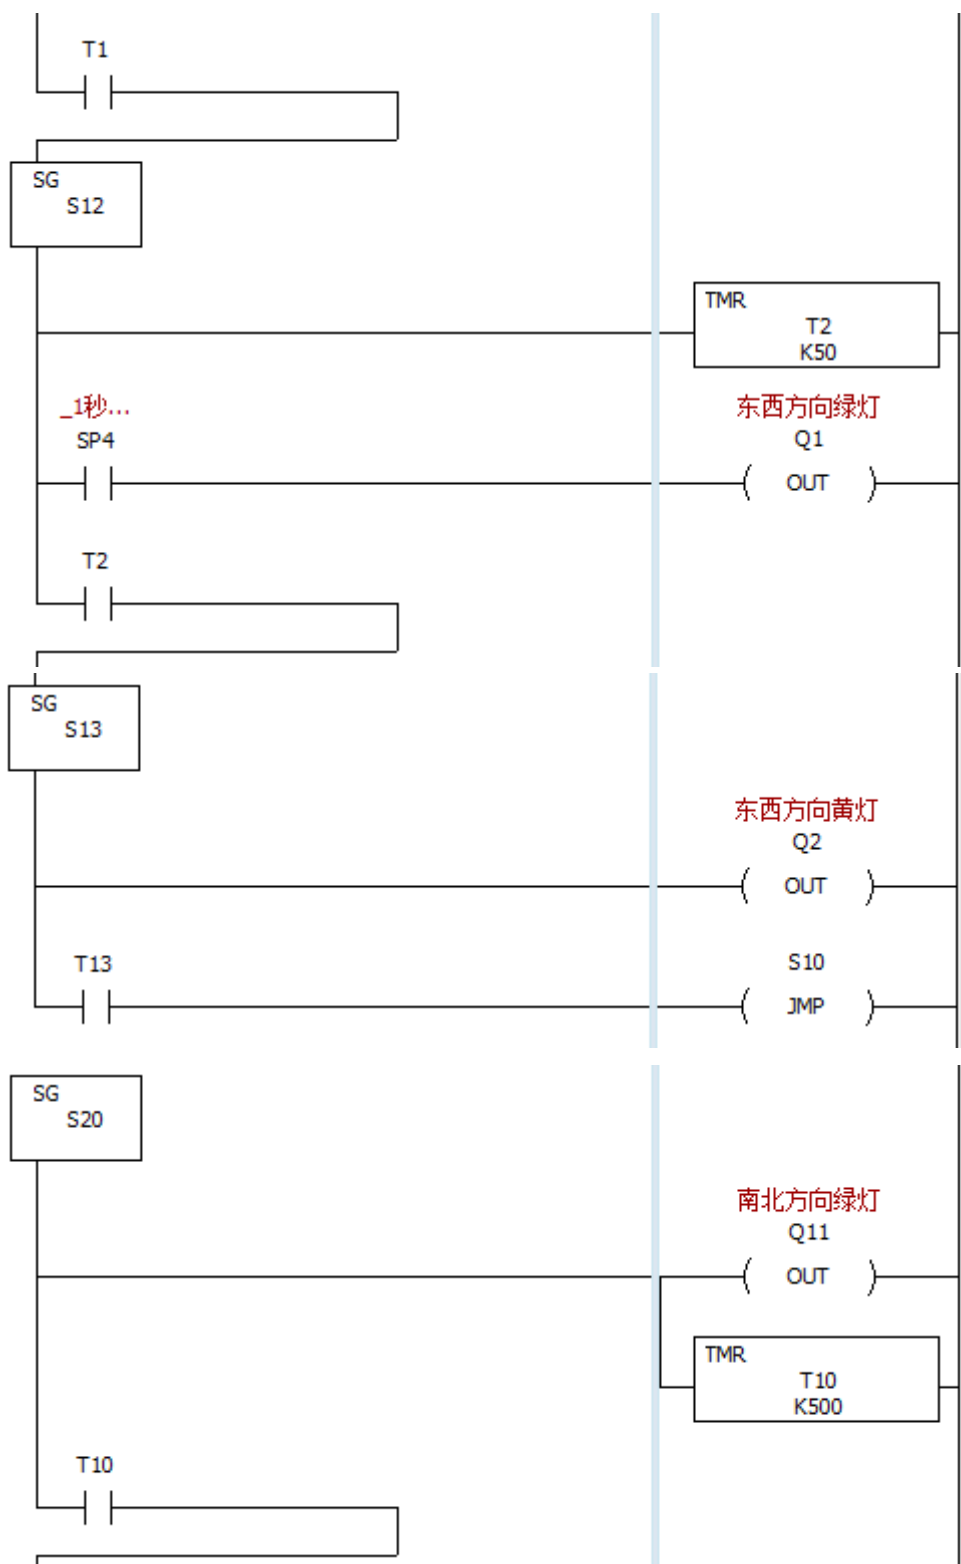 T1
SG
S12
TMR
T2
K50
_1秒...
SP4
东西方向绿灯
Q1
OUT
T2
SG
S13
东西方向黄灯
Q2
OUT
T13
S10
JMP
SG
S20
南北方向绿灯
Q11
OUT
TMR
T10
K500
T10